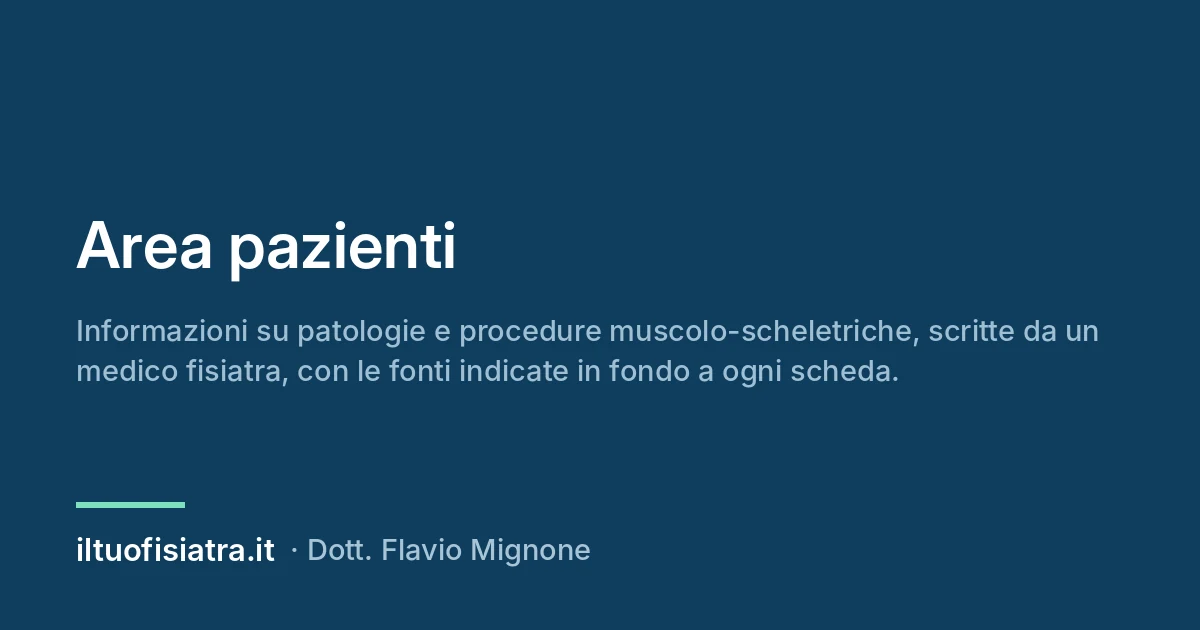 Area pazienti
Informazioni su patologie e procedure muscolo-scheletriche, scritte da un
medico fisiatra, con le fonti indicate in fondo a ogni scheda.
iltuofisiatra.it · Dott. Flavio Mignone